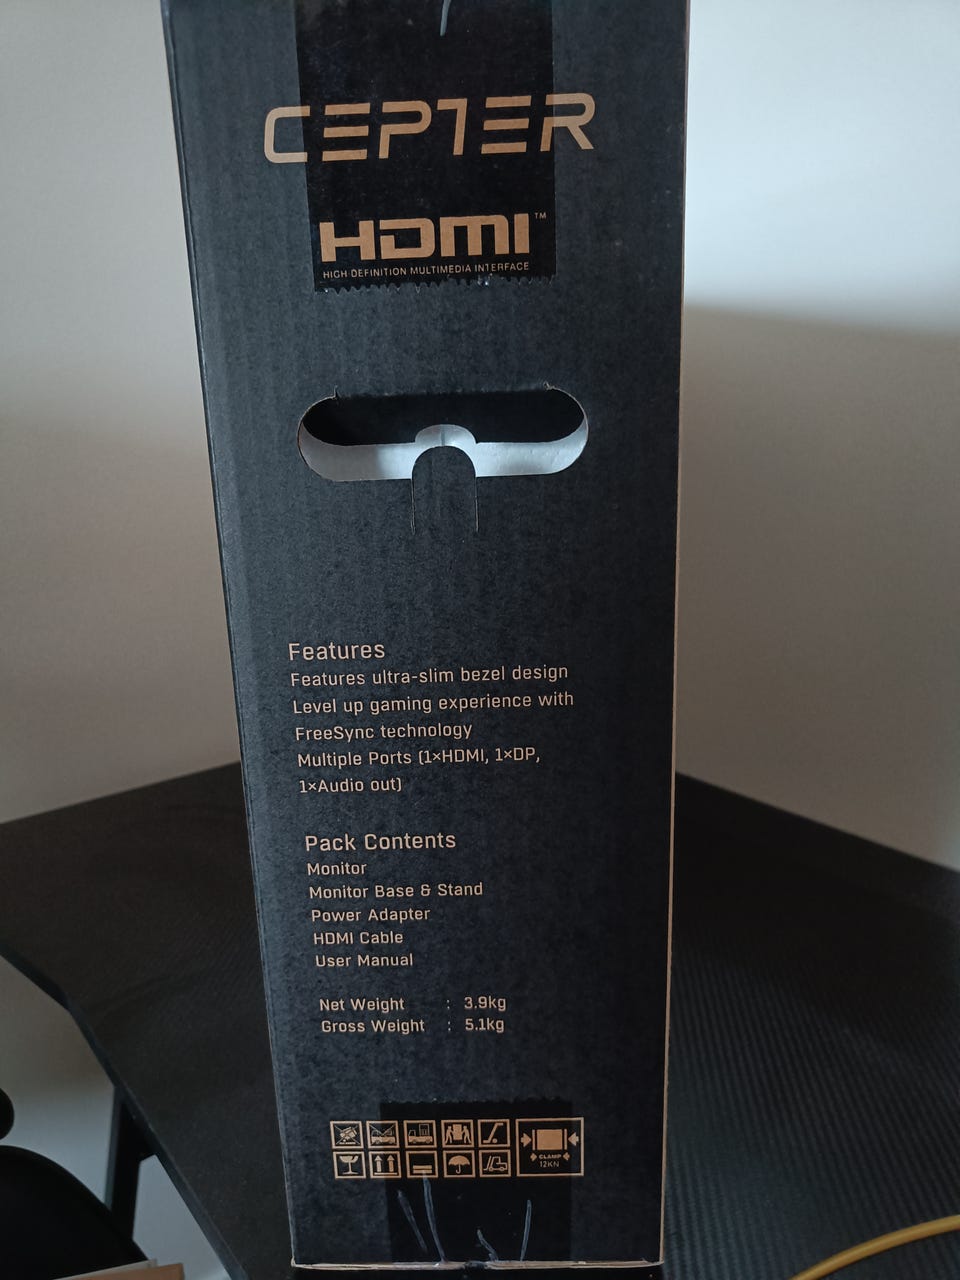 CEPTER
HDMI™
HIGH DEFINITION MULTIMEDIA INTERFACE
Features
Features ultra-slim bezel design
Level up gaming experience with
FreeSync technology
Multiple Ports (1×HDMI, 1×DP,
1×Audio out)
Pack Contents
Monitor
Monitor Base & Stand
Power Adapter
HDMI Cable
User Manual
Net Weight : 3.9kg
Gross Weight : 5.1kg
CLAMP
12KN